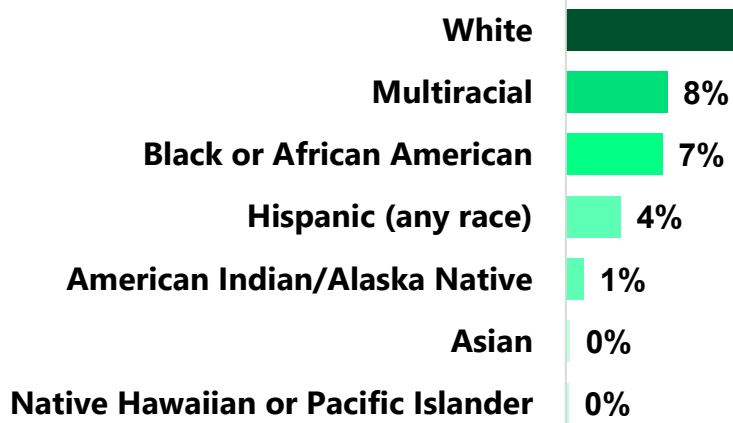 White
Multiracial 8%
Black or African American 7%
Hispanic (any race) 4%
American Indian/Alaska Native 1%
Asian 0%
Native Hawaiian or Pacific Islander 0%